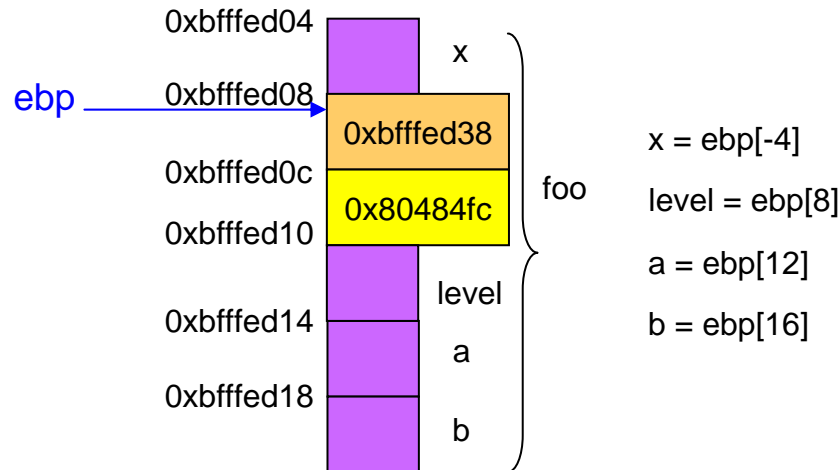 0xbfffed04
x
ebp
0xbfffed08
0xbfffed38
0xbfffed0c
0x80484fc
0xbfffed10
level
0xbfffed14
a
0xbfffed18
b
foo
x = ebp[-4]
level = ebp[8]
a = ebp[12]
b = ebp[16]